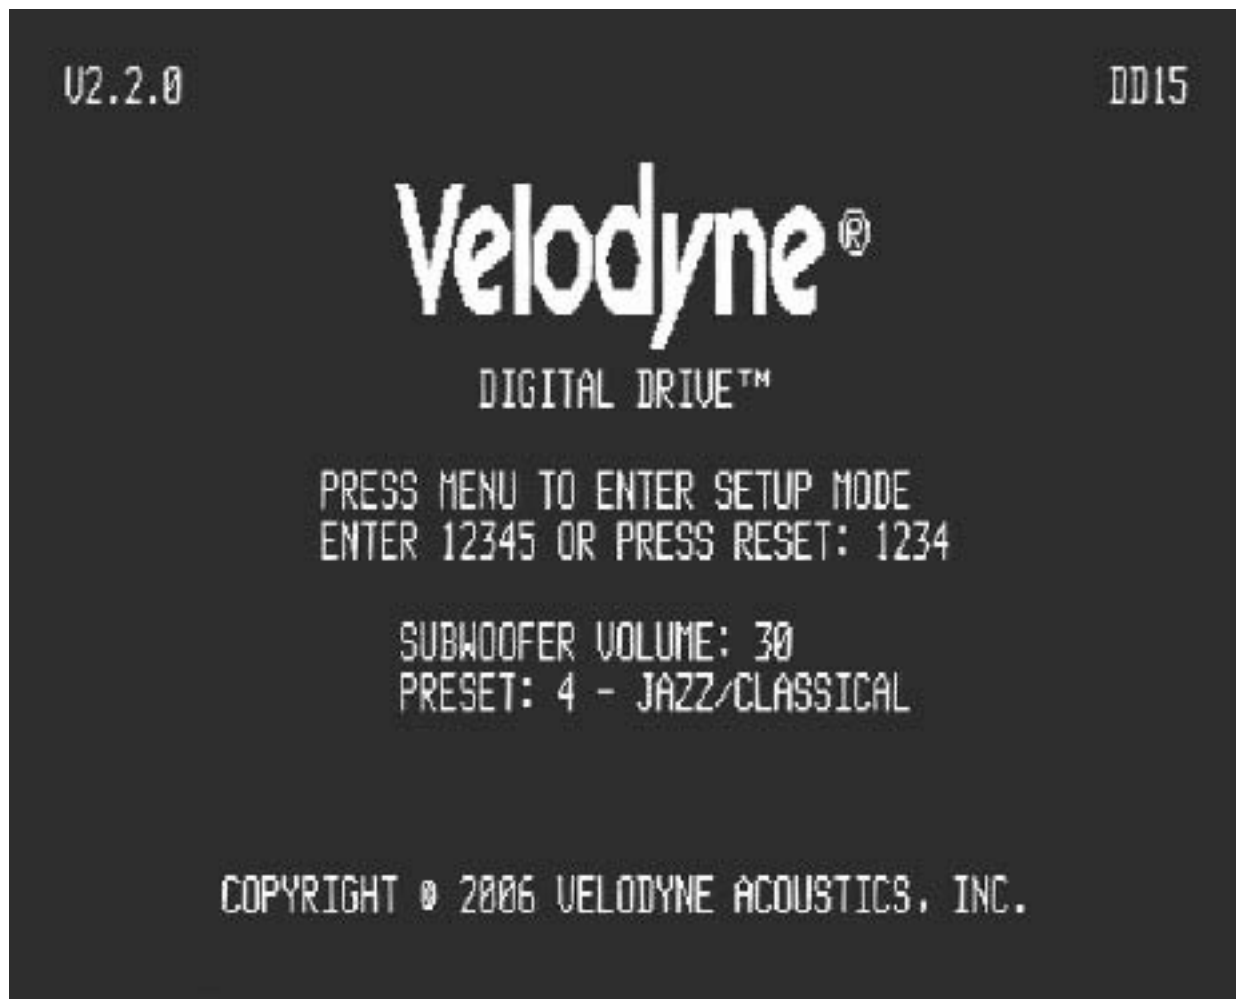 V2.2.0 DD15
Velodyne®
DIGITAL DRIVE™
PRESS MENU TO ENTER SETUP MODE
ENTER 12345 OR PRESS RESET: 1234
SUBWOOFER VOLUME: 30
PRESET: 4 - JAZZ/CLASSICAL
COPYRIGHT © 2006 VELODYNE ACOUSTICS, INC.